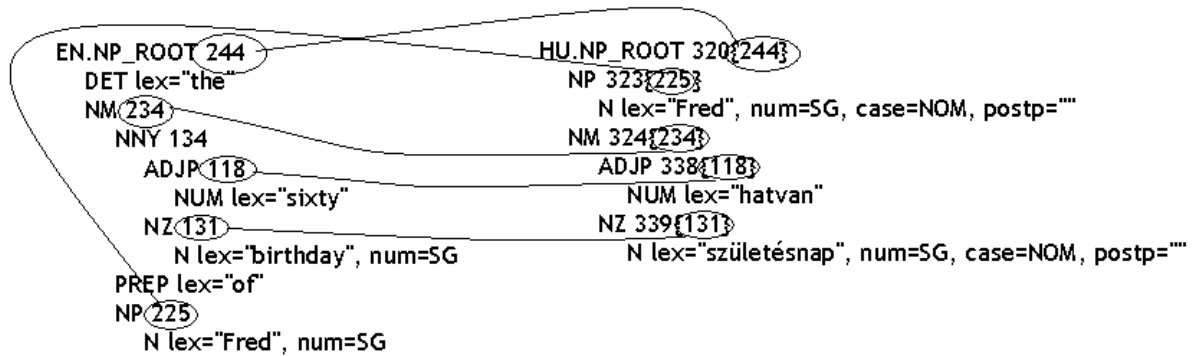 EN.NP_ROOT 244
DET lex="the"
NM 234
NNY 134
ADJP 118
NUM lex="sixty"
NZ 131
N lex="birthday", num=SG
PREP lex="of"
NP 225
N lex="Fred", num=SG
HU.NP_ROOT 320{244}
NP 323{225}
N lex="Fred", num=SG, case=NOM, postp=""
NM 324{234}
ADJP 338{118}
NUM lex="hatvan"
NZ 339{131}
N lex="születésnap", num=SG, case=NOM, postp=""